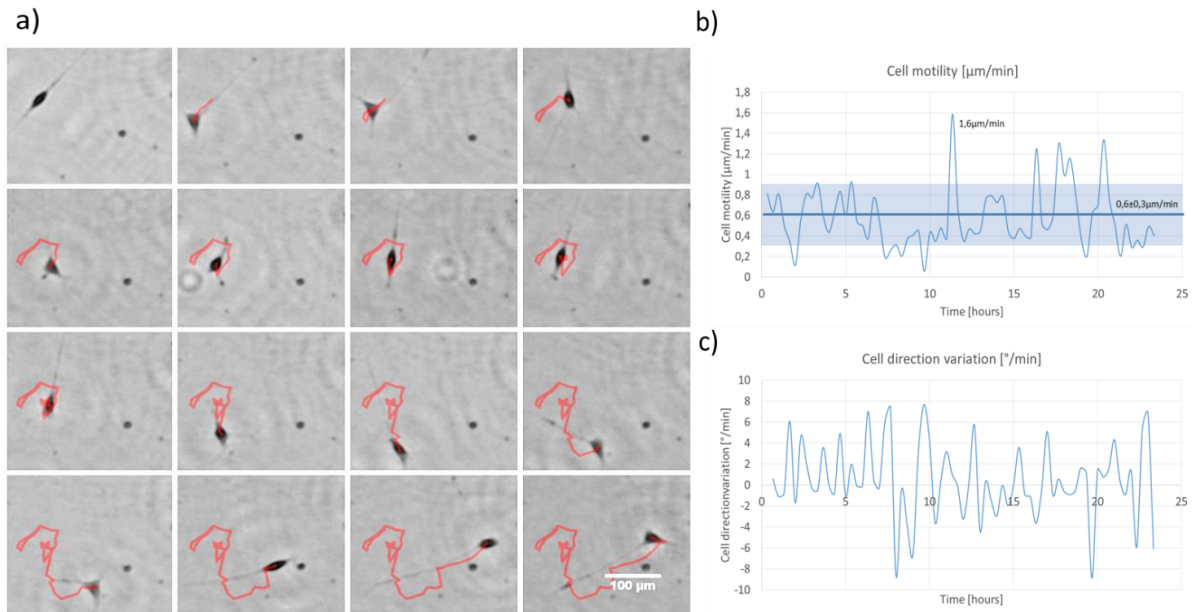 a)
100 µm
b)
Cell motility [µm/min]
Cell motility [µm/min]
1,8
1,6
1,4
1,2
1
0,8
0,6
0,4
0,2
0
1,6µm/min
0,6±0,3µm/min
0 5 10 15 20 25
Time [hours]
c)
Cell direction variation [°/min]
Cell directionvariation [°/min]
10
8
6
4
2
0
-2
-4
-6
-8
-10
0 5 10 15 20 25
Time [hours]